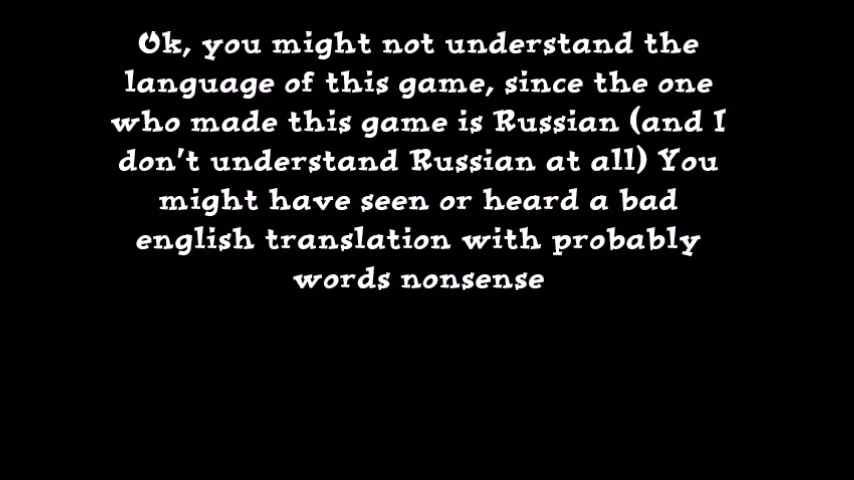 Ok, you might not understand the
language of this game, since the one
who made this game is Russian (and I
don't understand Russian at all) You
might have seen or heard a bad
english translation with probably
words nonsense